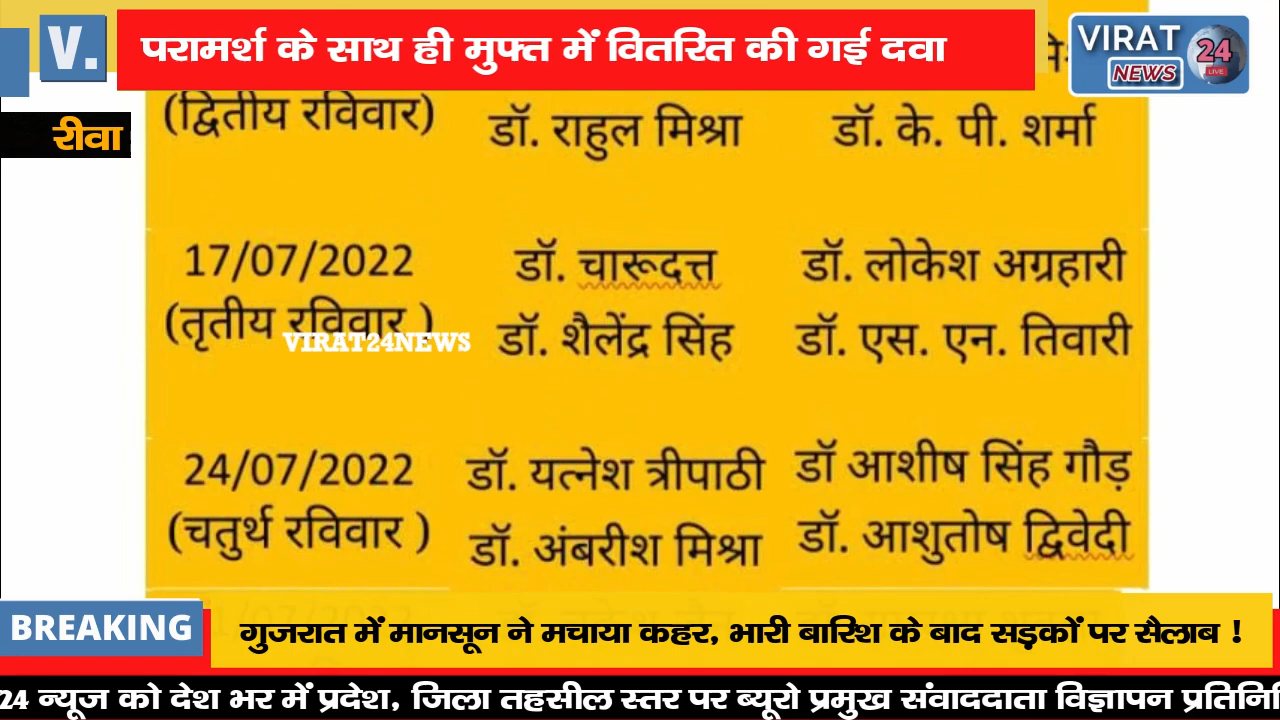 V.
परामर्श के साथ ही मुफ्त में वितरित की गई दवा
VIRAT
24
LIVE
NEWS
रीवा
(द्वितीय रविवार)
डॉ. राहुल मिश्रा
डॉ. के. पी. शर्मा
17/07/2022
डॉ. चारूदत्त
डॉ. लोकेश अग्रहारी
(तृतीय रविवार )
डॉ. शैलेंद्र सिंह
डॉ. एस. एन. तिवारी
VIRAT24NEWS
24/07/2022
डॉ. यत्नेश त्रीपाठी
डॉ आशीष सिंह गौड़
(चतुर्थ रविवार )
डॉ. अंबरीश मिश्रा
डॉ. आशुतोष द्विवेदी
BREAKING
गुजरात में मानसून ने मचाया कहर, भारी बारिश के बाद सड़कों पर सैलाब !
24 न्यूज को देश भर में प्रदेश, जिला तहसील स्तर पर ब्यूरो प्रमुख संवाददाता विज्ञापन